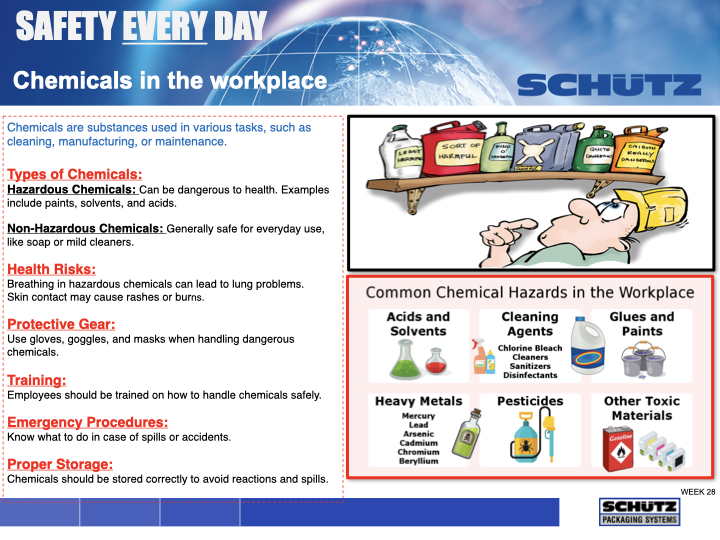 SAFETY EVERY DAY
Chemicals in the workplace
SCHÜTZ
Chemicals are substances used in various tasks, such as
cleaning, manufacturing, or maintenance.
Types of Chemicals:
Hazardous Chemicals: Can be dangerous to health. Examples
include paints, solvents, and acids.
Non-Hazardous Chemicals: Generally safe for everyday use,
like soap or mild cleaners.
Health Risks:
Breathing in hazardous chemicals can lead to lung problems.
Skin contact may cause rashes or burns.
Protective Gear:
Use gloves, goggles, and masks when handling dangerous
chemicals.
Training:
Employees should be trained on how to handle chemicals safely.
Emergency Procedures:
Know what to do in case of spills or accidents.
Proper Storage:
Chemicals should be stored correctly to avoid reactions and spills.
LEAST
HARMFUL
SORT OF
HARMFUL
KIND
O'
DANGEROUS
QUITE
DANGEROUS
REALLY
DANGEROUS
Common Chemical Hazards in the Workplace
Acids and
Solvents
Cleaning
Agents
Chlorine Bleach
Cleaners
Sanitizers
Disinfectants
Glues and
Paints
Heavy Metals
Mercury
Lead
Arsenic
Cadmium
Chromium
Beryllium
Pesticides
Other Toxic
Materials
Gasoline
WEEK 28
SCHÜTZ
PACKAGING SYSTEMS